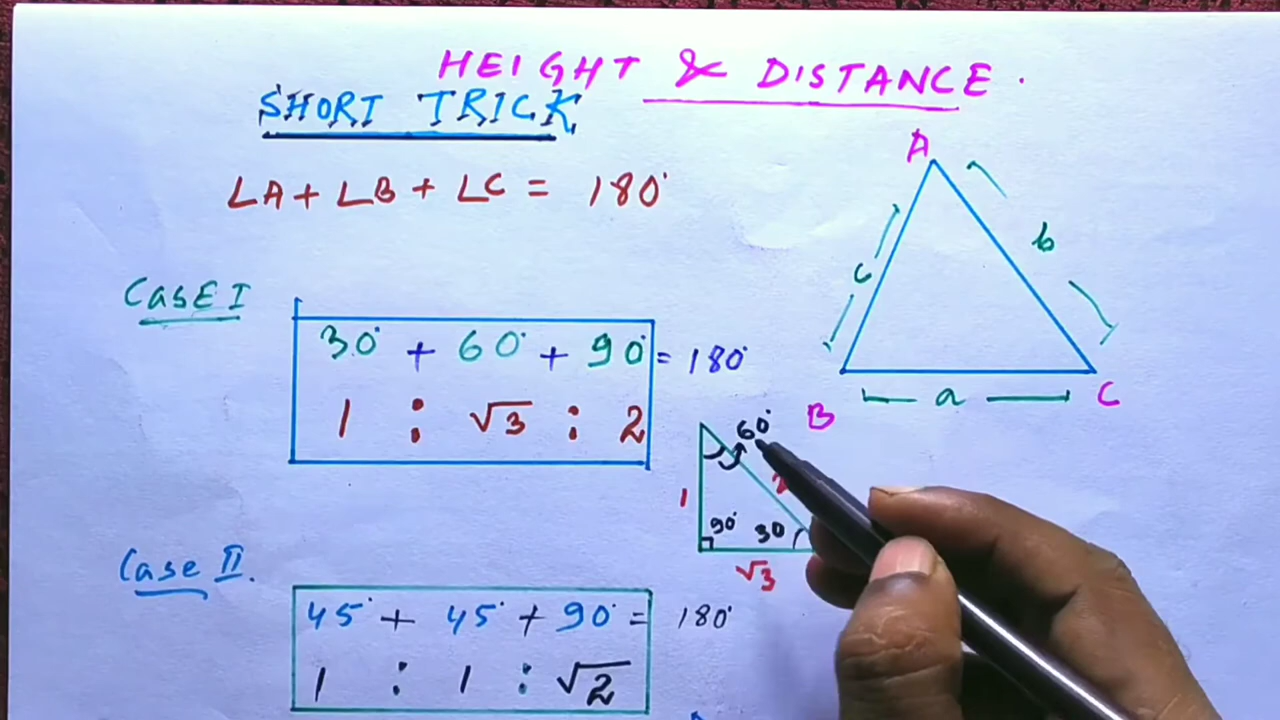 HEIGHT & DISTANCE.
SHORT TRICK
∠A + ∠B + ∠C = 180°
A
c
b
B
a
C
Case I
30° + 60° + 90° = 180°
1 : √3 : 2
60°
1
2
90° 30
√3
Case II.
45° + 45° + 90° = 180°
1 : 1 : √2